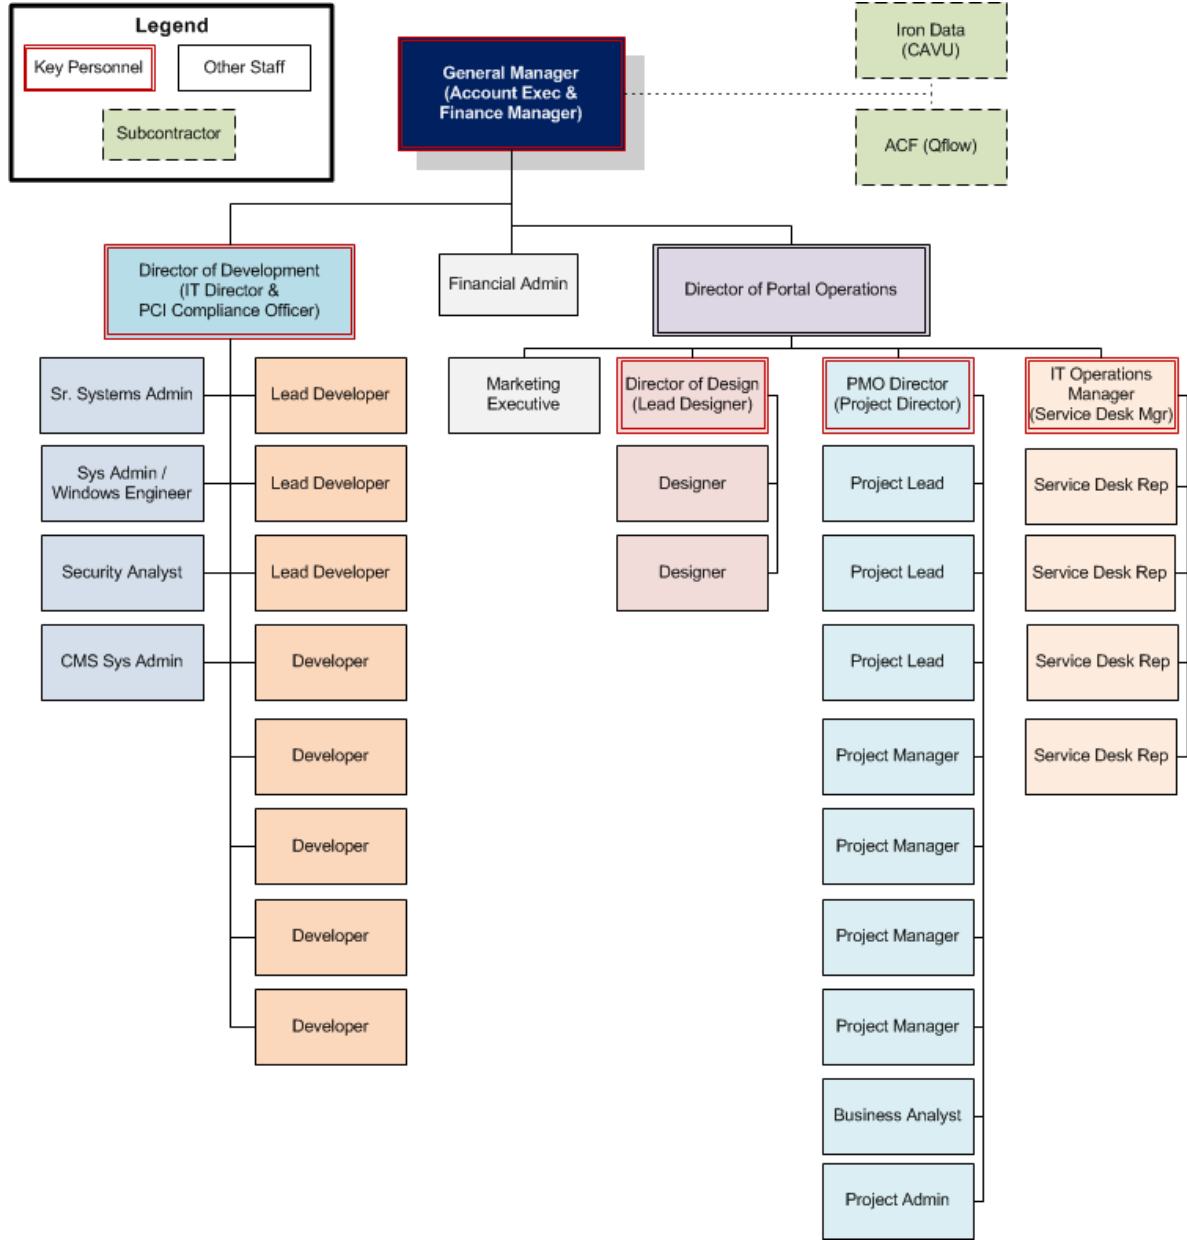 Legend
Key Personnel
Other Staff
Subcontractor
General Manager
(Account Exec &
Finance Manager)
Iron Data
(CAVU)
ACF (Qflow)
Director of Development
(IT Director &
PCI Compliance Officer)
Financial Admin
Director of Portal Operations
Sr. Systems Admin
Sys Admin /
Windows Engineer
Security Analyst
CMS Sys Admin
Lead Developer
Lead Developer
Lead Developer
Developer
Developer
Developer
Developer
Developer
Marketing
Executive
Director of Design
(Lead Designer)
Designer
Designer
PMO Director
(Project Director)
Project Lead
Project Lead
Project Lead
Project Manager
Project Manager
Project Manager
Project Manager
Business Analyst
Project Admin
IT Operations
Manager
(Service Desk Mgr)
Service Desk Rep
Service Desk Rep
Service Desk Rep
Service Desk Rep